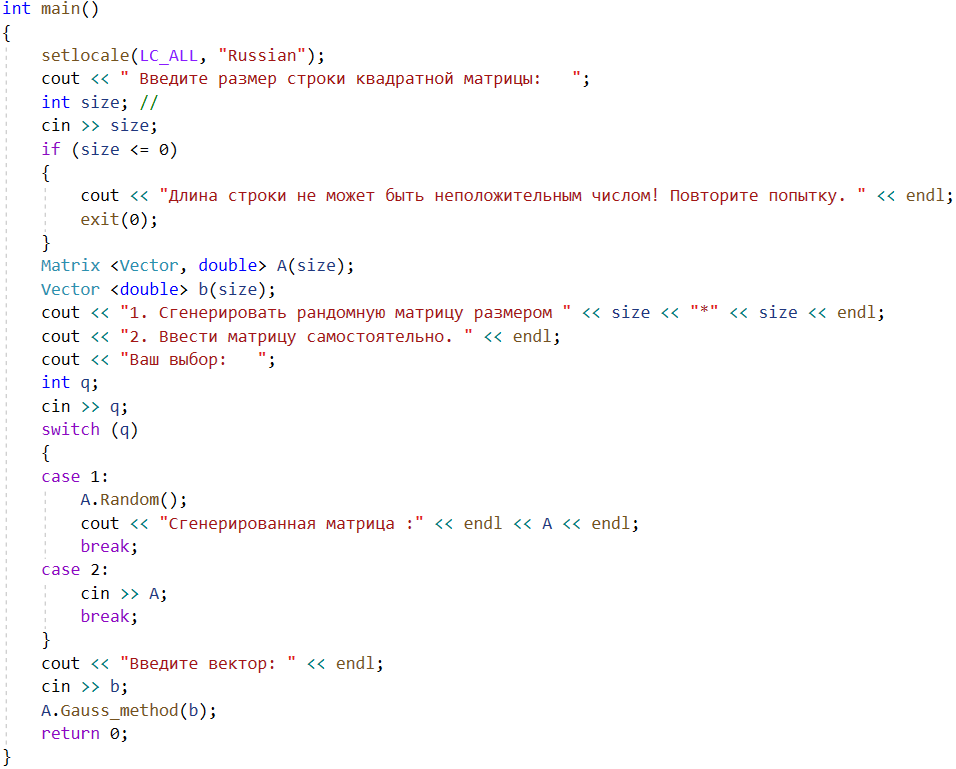 int main()
{
    setlocale(LC_ALL, "Russian");
    cout << " Введите размер строки квадратной матрицы:   ";
    int size; //
    cin >> size;
    if (size <= 0)
    {
        cout << "Длина строки не может быть неположительным числом! Повторите попытку. " << endl;
        exit(0);
    }
    Matrix <Vector, double> A(size);
    Vector <double> b(size);
    cout << "1. Сгенерировать рандомную матрицу размером " << size << "*" << size << endl;
    cout << "2. Ввести матрицу самостоятельно. " << endl;
    cout << "Ваш выбор:   ";
    int q;
    cin >> q;
    switch (q)
    {
    case 1:
        A.Random();
        cout << "Сгенерированная матрица :" << endl << A << endl;
        break;
    case 2:
        cin >> A;
        break;
    }
    cout << "Введите вектор: " << endl;
    cin >> b;
    A.Gauss_method(b);
    return 0;
}